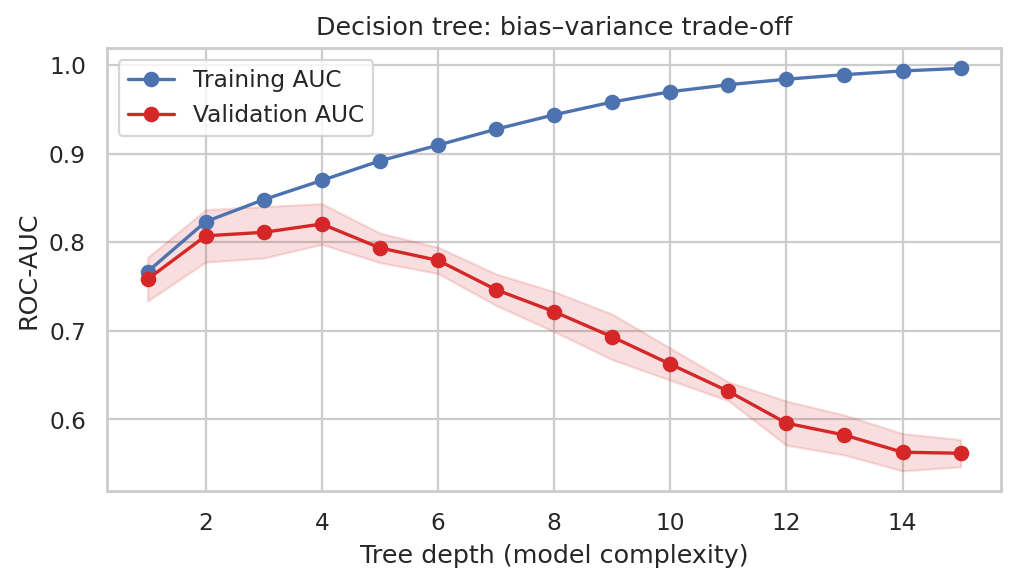 Decision tree: bias–variance trade-off
Training AUC
Validation AUC
ROC-AUC
1.0
0.9
0.8
0.7
0.6
2 4 6 8 10 12 14
Tree depth (model complexity)